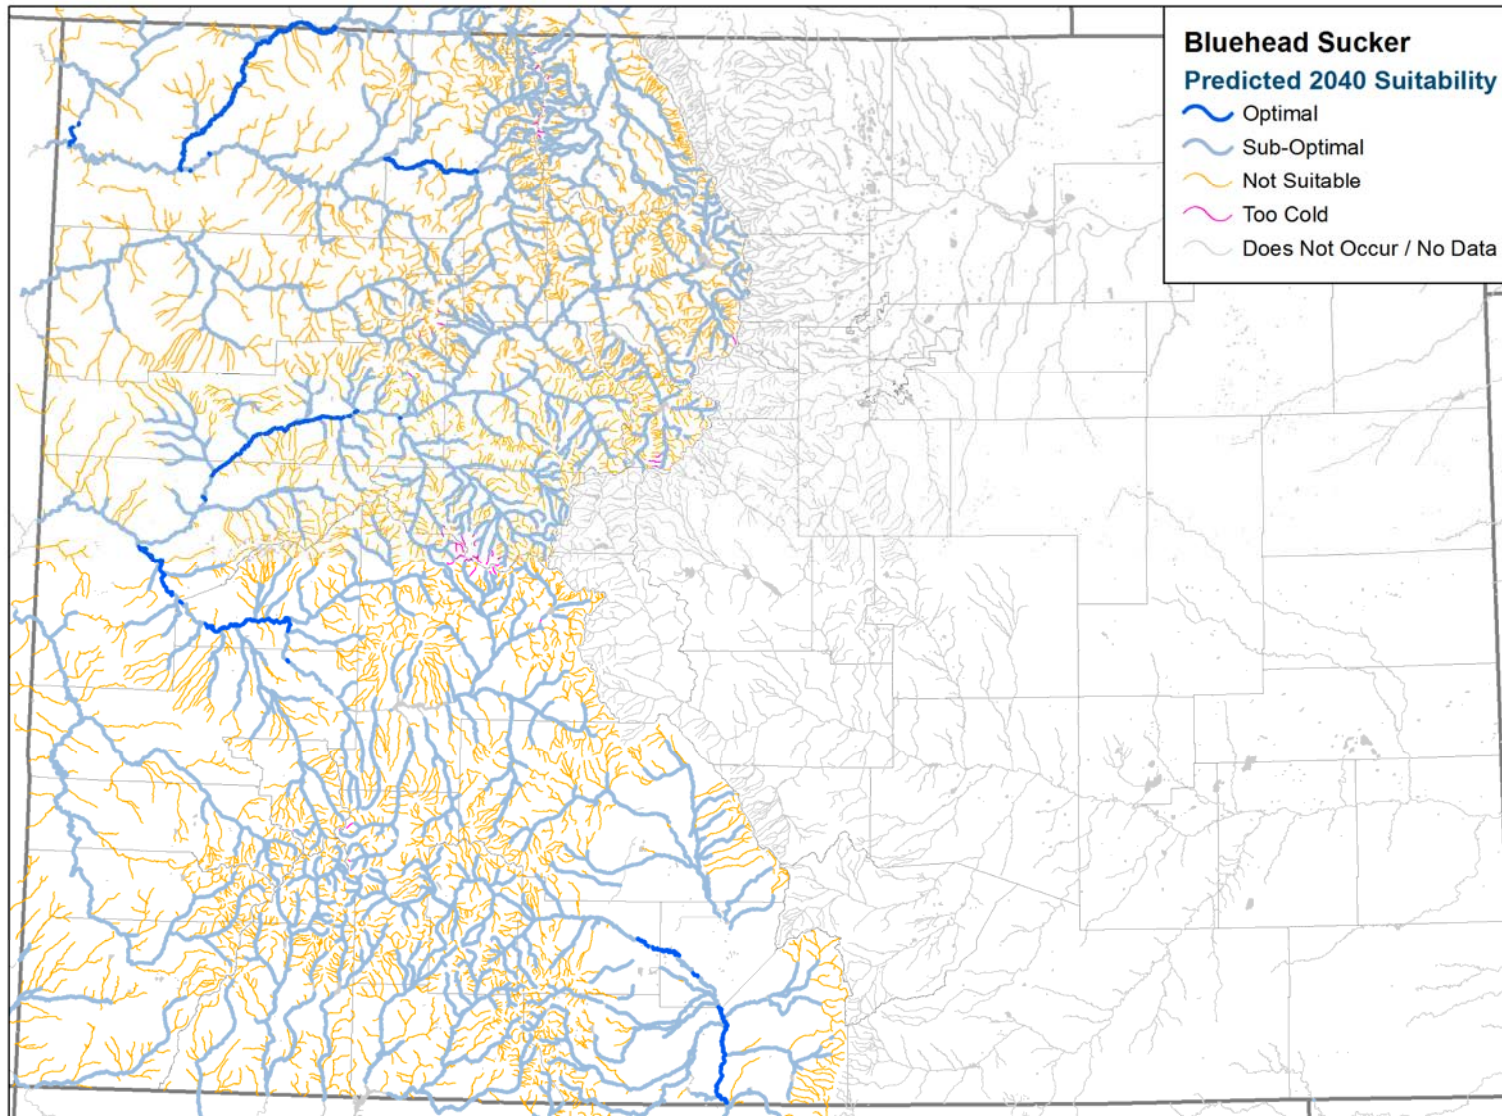 Bluehead Sucker
Predicted 2040 Suitability
Optimal
Sub-Optimal
Not Suitable
Too Cold
Does Not Occur / No Data